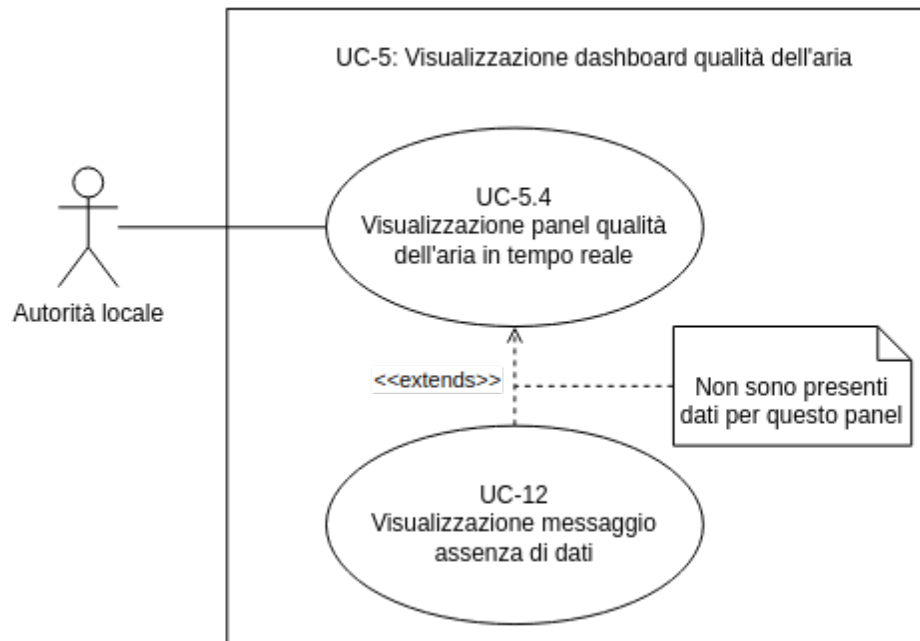 UC-5: Visualizzazione dashboard qualità dell'aria
UC-5.4
Visualizzazione panel qualità
dell'aria in tempo reale
Autorità locale
<<extends>>
Non sono presenti
dati per questo panel
UC-12
Visualizzazione messaggio
assenza di dati